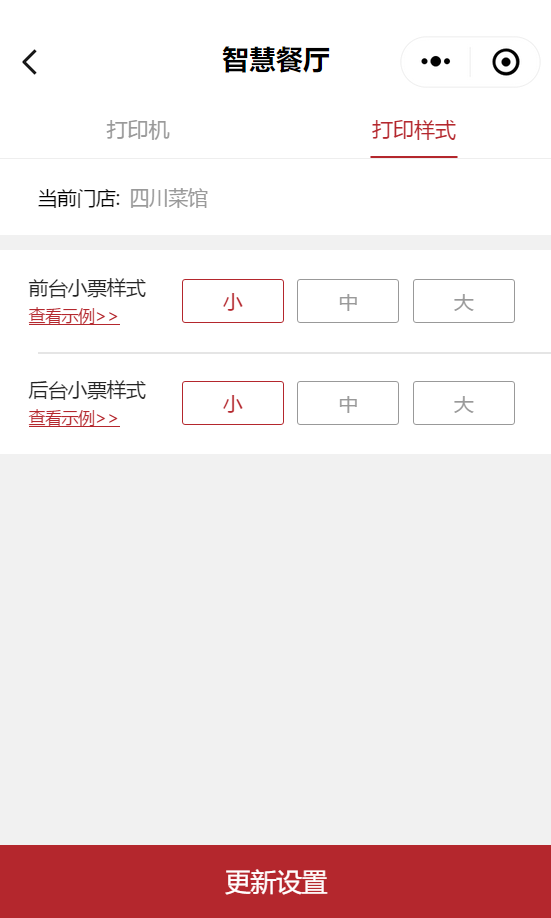 智慧餐厅
打印机 打印样式
当前门店: 四川菜馆
前台小票样式
查看示例>>
小 中 大
后台小票样式
查看示例>>
小 中 大
更新设置